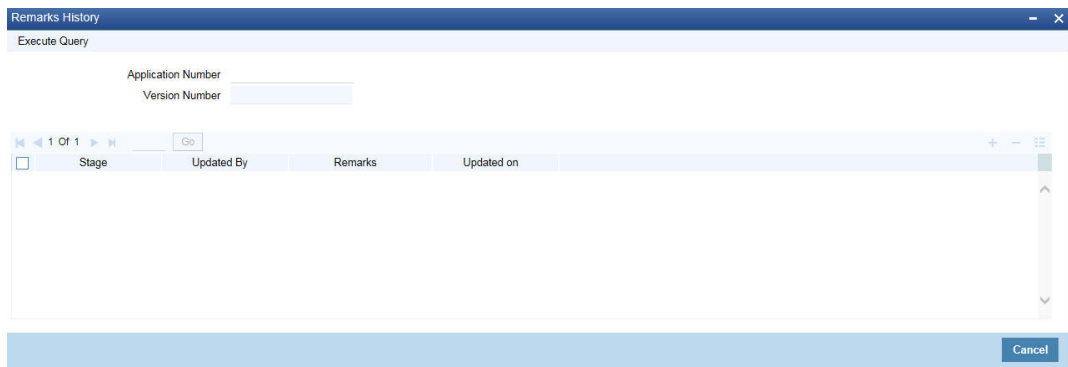 Remarks History
Execute Query
Application Number
Version Number
1 Of 1 Go
Stage Updated By Remarks Updated on
Cancel